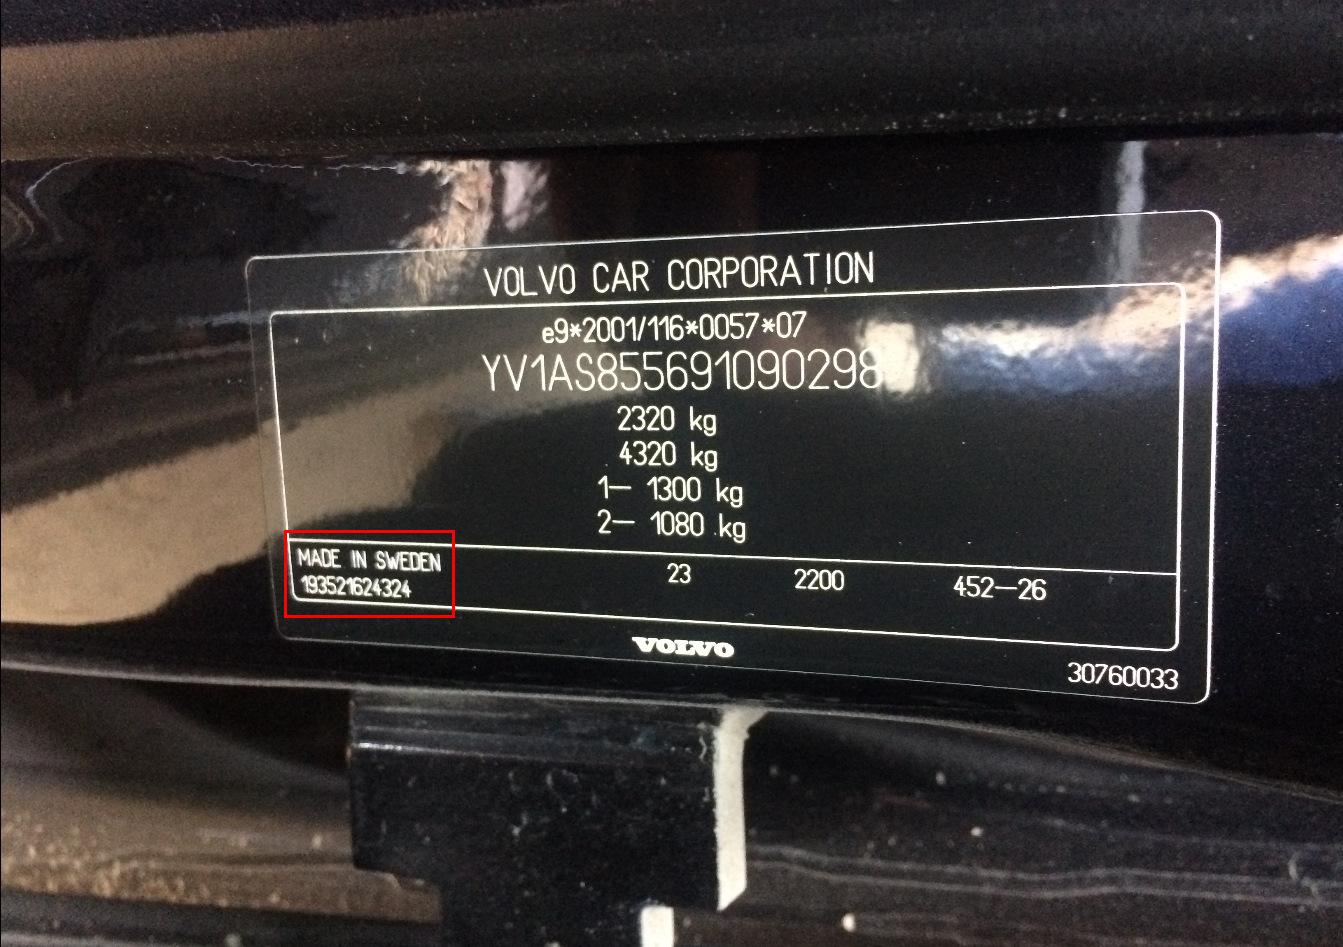 VOLVO CAR CORPORATION
e9*2001/116*0057*07
YV1AS855691090298
2320 kg
4320 kg
1— 1300 kg
2— 1080 kg
MADE IN SWEDEN 23 2200 452—26
193521624324
VOLVO
30760033